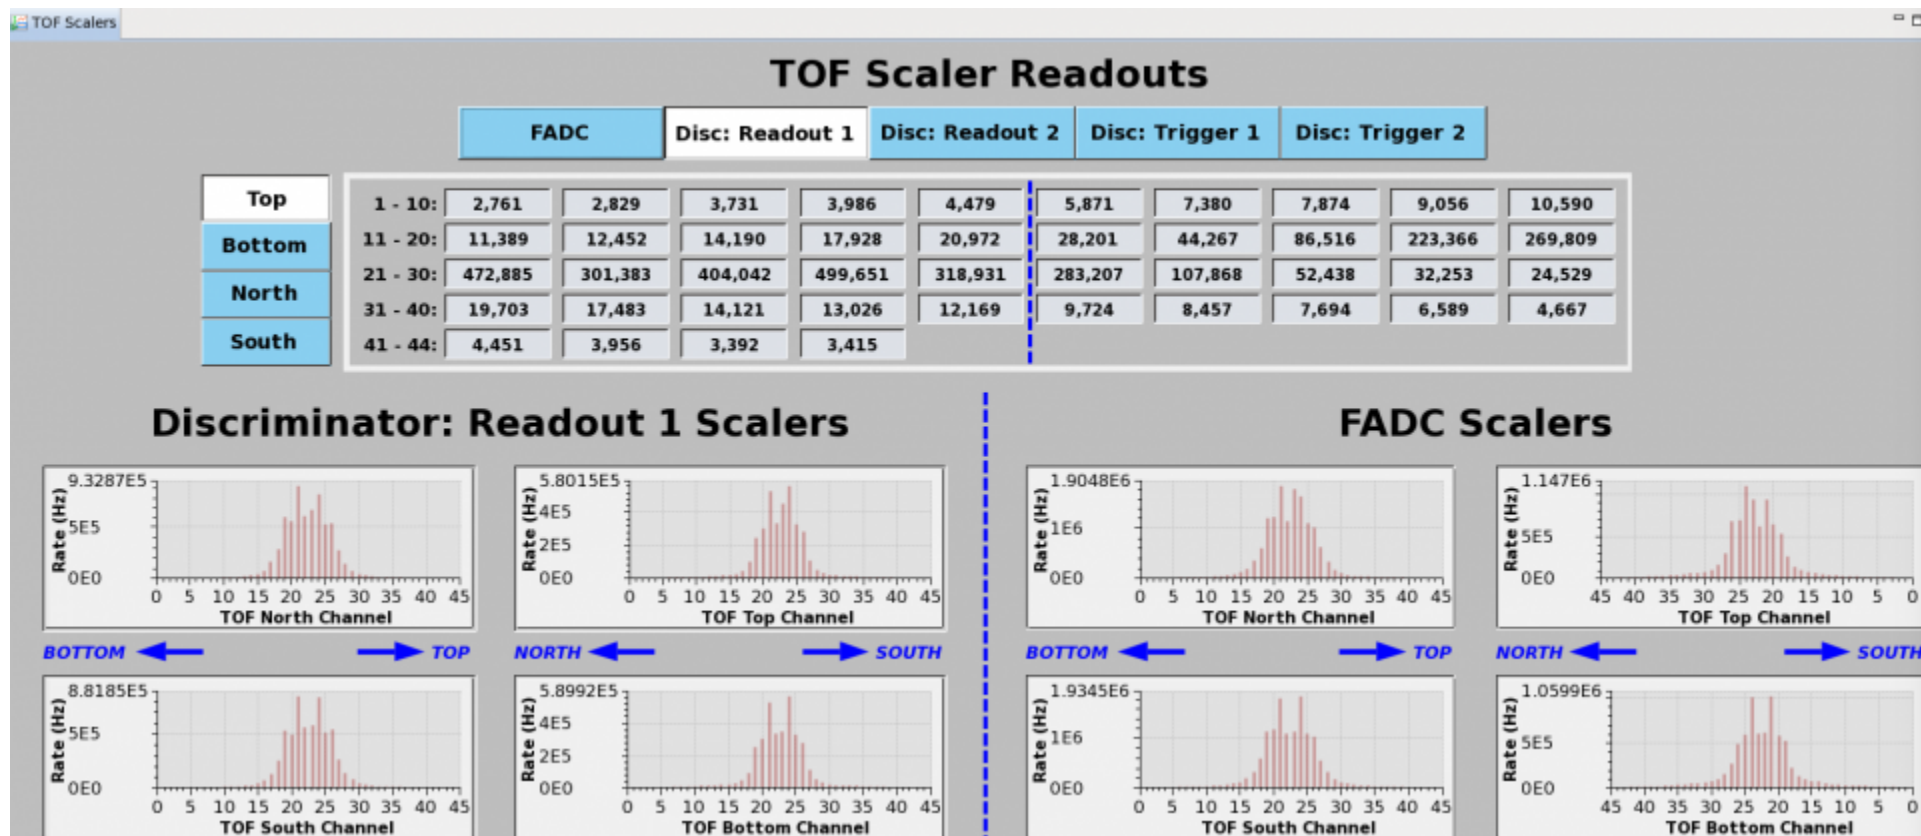 TOF Scalers
TOF Scaler Readouts
FADC Disc: Readout 1 Disc: Readout 2 Disc: Trigger 1 Disc: Trigger 2
Top
Bottom
North
South
1 - 10: 2,761 2,829 3,731 3,986 4,479 5,871 7,380 7,874 9,056 10,590
11 - 20: 11,389 12,452 14,190 17,928 20,972 28,201 44,267 86,516 223,366 269,809
21 - 30: 472,885 301,383 404,042 499,651 318,931 283,207 107,868 52,438 32,253 24,529
31 - 40: 19,703 17,483 14,121 13,026 12,169 9,724 8,457 7,694 6,589 4,667
41 - 44: 4,451 3,956 3,392 3,415
Discriminator: Readout 1 Scalers
FADC Scalers
Rate (Hz)
9.3287E5
5E5
0E0
0 5 10 15 20 25 30 35 40 45
TOF North Channel
BOTTOM TOP
Rate (Hz)
5.8015E5
4E5
2E5
0E0
0 5 10 15 20 25 30 35 40 45
TOF Top Channel
NORTH SOUTH
Rate (Hz)
1.9048E6
1E6
0E0
0 5 10 15 20 25 30 35 40 45
TOF North Channel
BOTTOM TOP
Rate (Hz)
1.147E6
5E5
0E0
45 40 35 30 25 20 15 10 5 0
TOF Top Channel
NORTH SOUTH
Rate (Hz)
8.8185E5
5E5
0E0
0 5 10 15 20 25 30 35 40 45
TOF South Channel
Rate (Hz)
5.8992E5
4E5
2E5
0E0
0 5 10 15 20 25 30 35 40 45
TOF Bottom Channel
Rate (Hz)
1.9345E6
1E6
0E0
0 5 10 15 20 25 30 35 40 45
TOF South Channel
Rate (Hz)
1.0599E6
5E5
0E0
45 40 35 30 25 20 15 10 5 0
TOF Bottom Channel